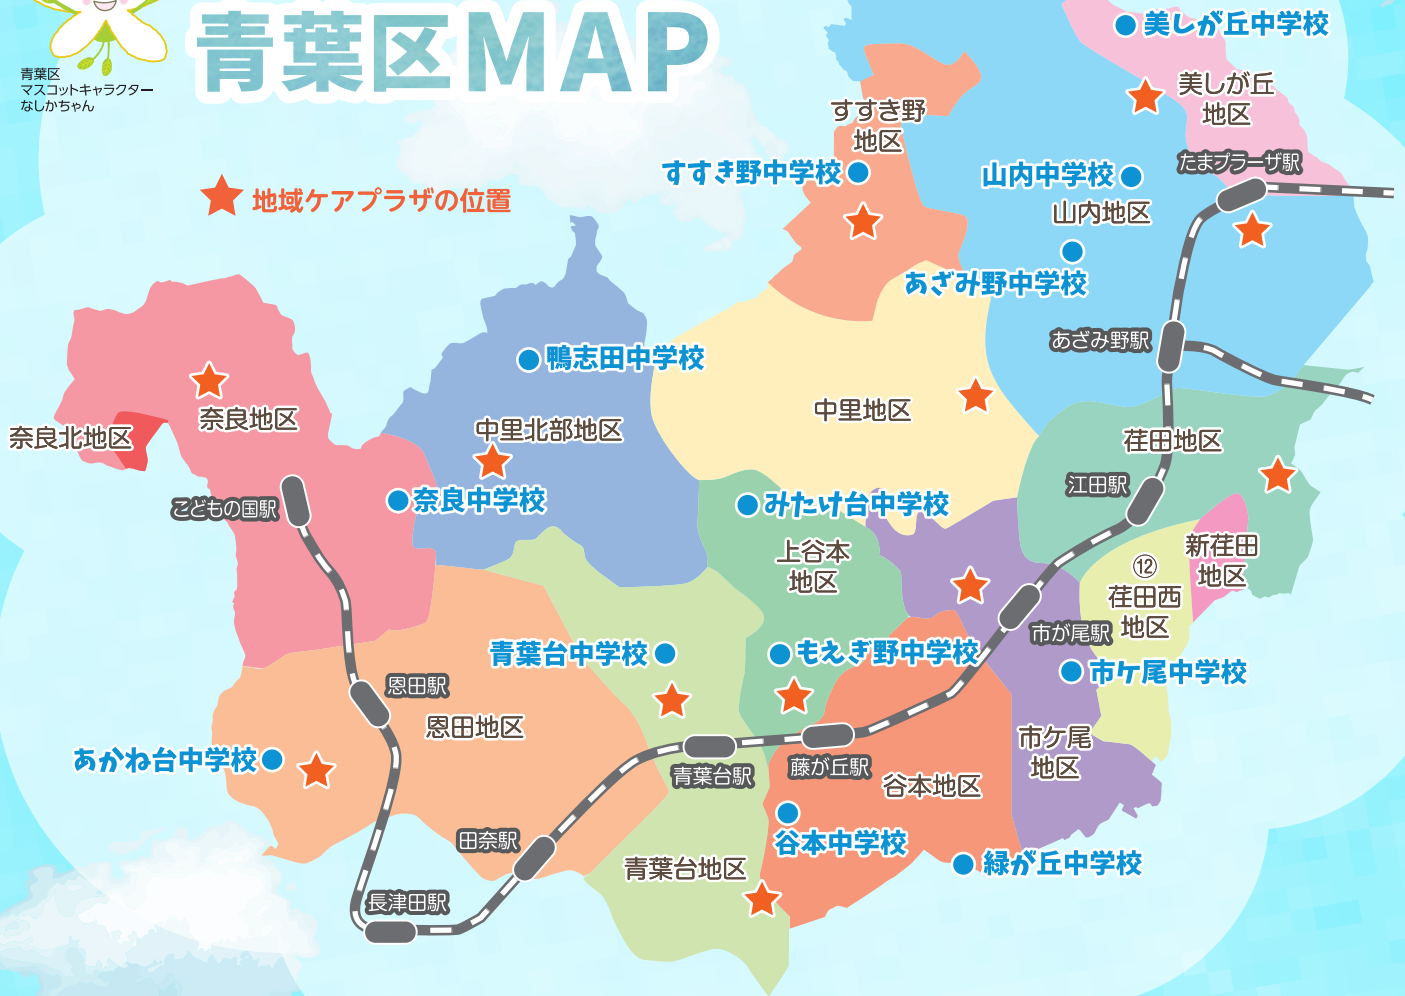 青葉区MAP
青葉区
マスコットキャラクター
なしかちゃん
地域ケアプラザの位置
美しが丘中学校
美しが丘
地区
たまプラーザ駅
すすき野
地区
すすき野中学校
山内中学校
山内地区
あざみ野中学校
あざみ野駅
鴨志田中学校
中里北部地区
中里地区
奈良地区
奈良北地区
奈良中学校
こどもの国駅
荏田地区
江田駅
みたけ台中学校
上谷本
地区
新荏田
地区
⑫
荏田西
地区
市が尾駅
市ケ尾中学校
青葉台中学校
もえぎ野中学校
恩田駅
恩田地区
市ケ尾
地区
あかね台中学校
青葉台駅
藤が丘駅
谷本地区
谷本中学校
田奈駅
青葉台地区
緑が丘中学校
長津田駅